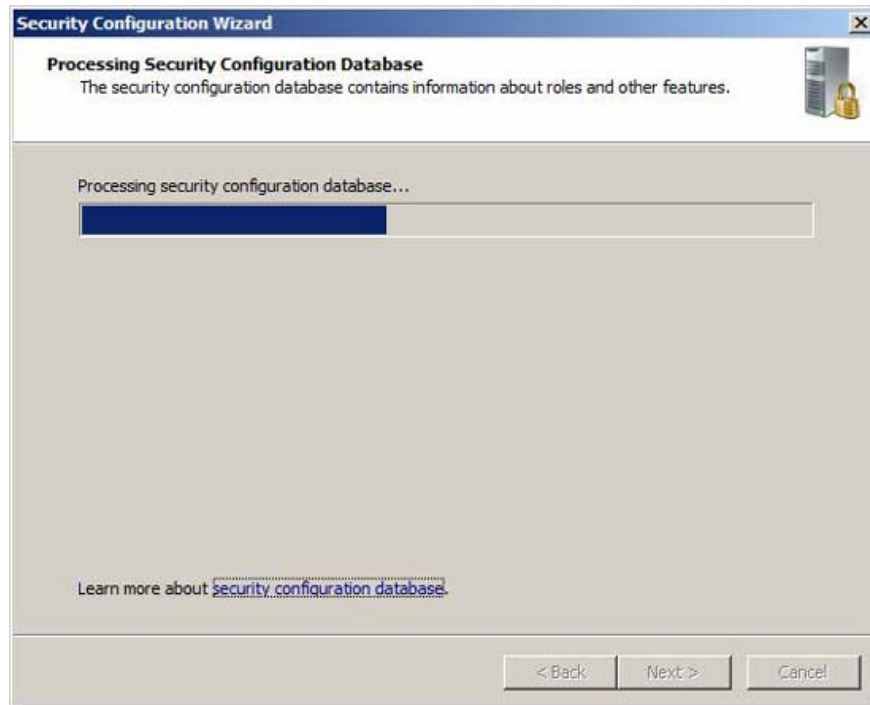 Security Configuration Wizard
Processing Security Configuration Database
The security configuration database contains information about roles and other features.
Processing security configuration database...
Learn more about security configuration database.
< Back Next > Cancel